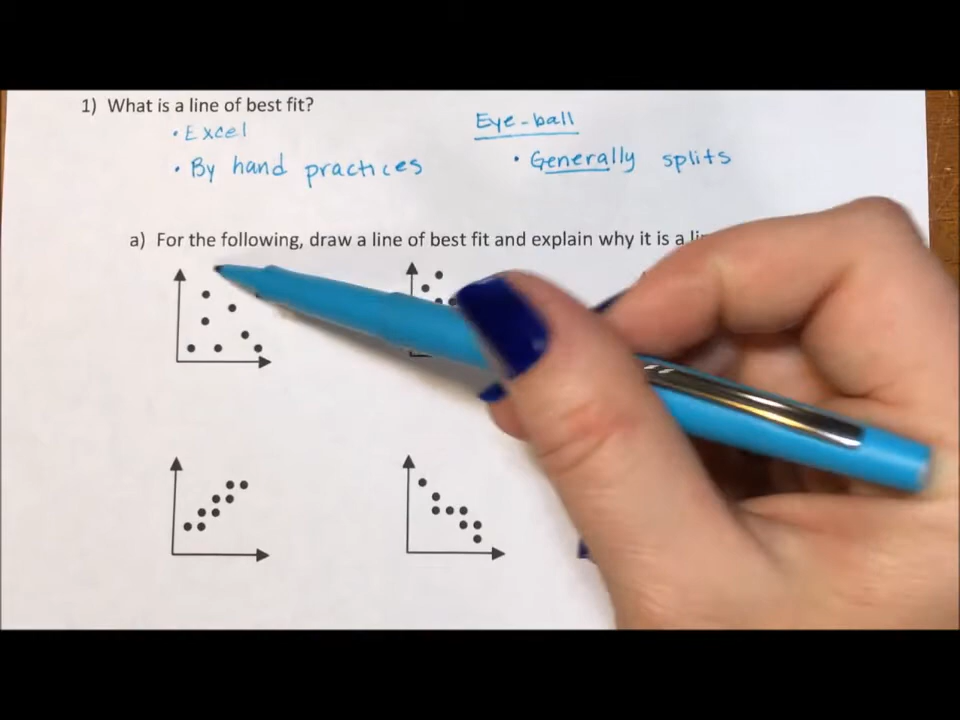 1) What is a line of best fit?
• Excel
• By hand practices
Eye-ball
• Generally splits
a) For the following, draw a line of best fit and explain why it is a